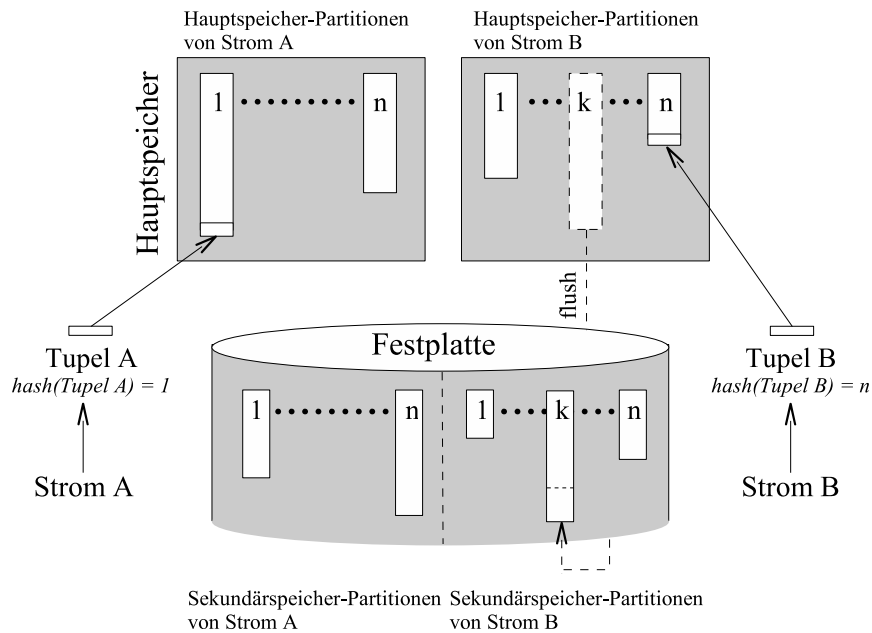 Hauptspeicher-Partitionen
von Strom A
Hauptspeicher-Partitionen
von Strom B
Hauptspeicher
1 n
1 k n
flush
Tupel A
hash(Tupel A) = 1
Strom A
Tupel B
hash(Tupel B) = n
Strom B
Festplatte
1 n
1 k n
Sekundärspeicher-Partitionen
von Strom A
Sekundärspeicher-Partitionen
von Strom B